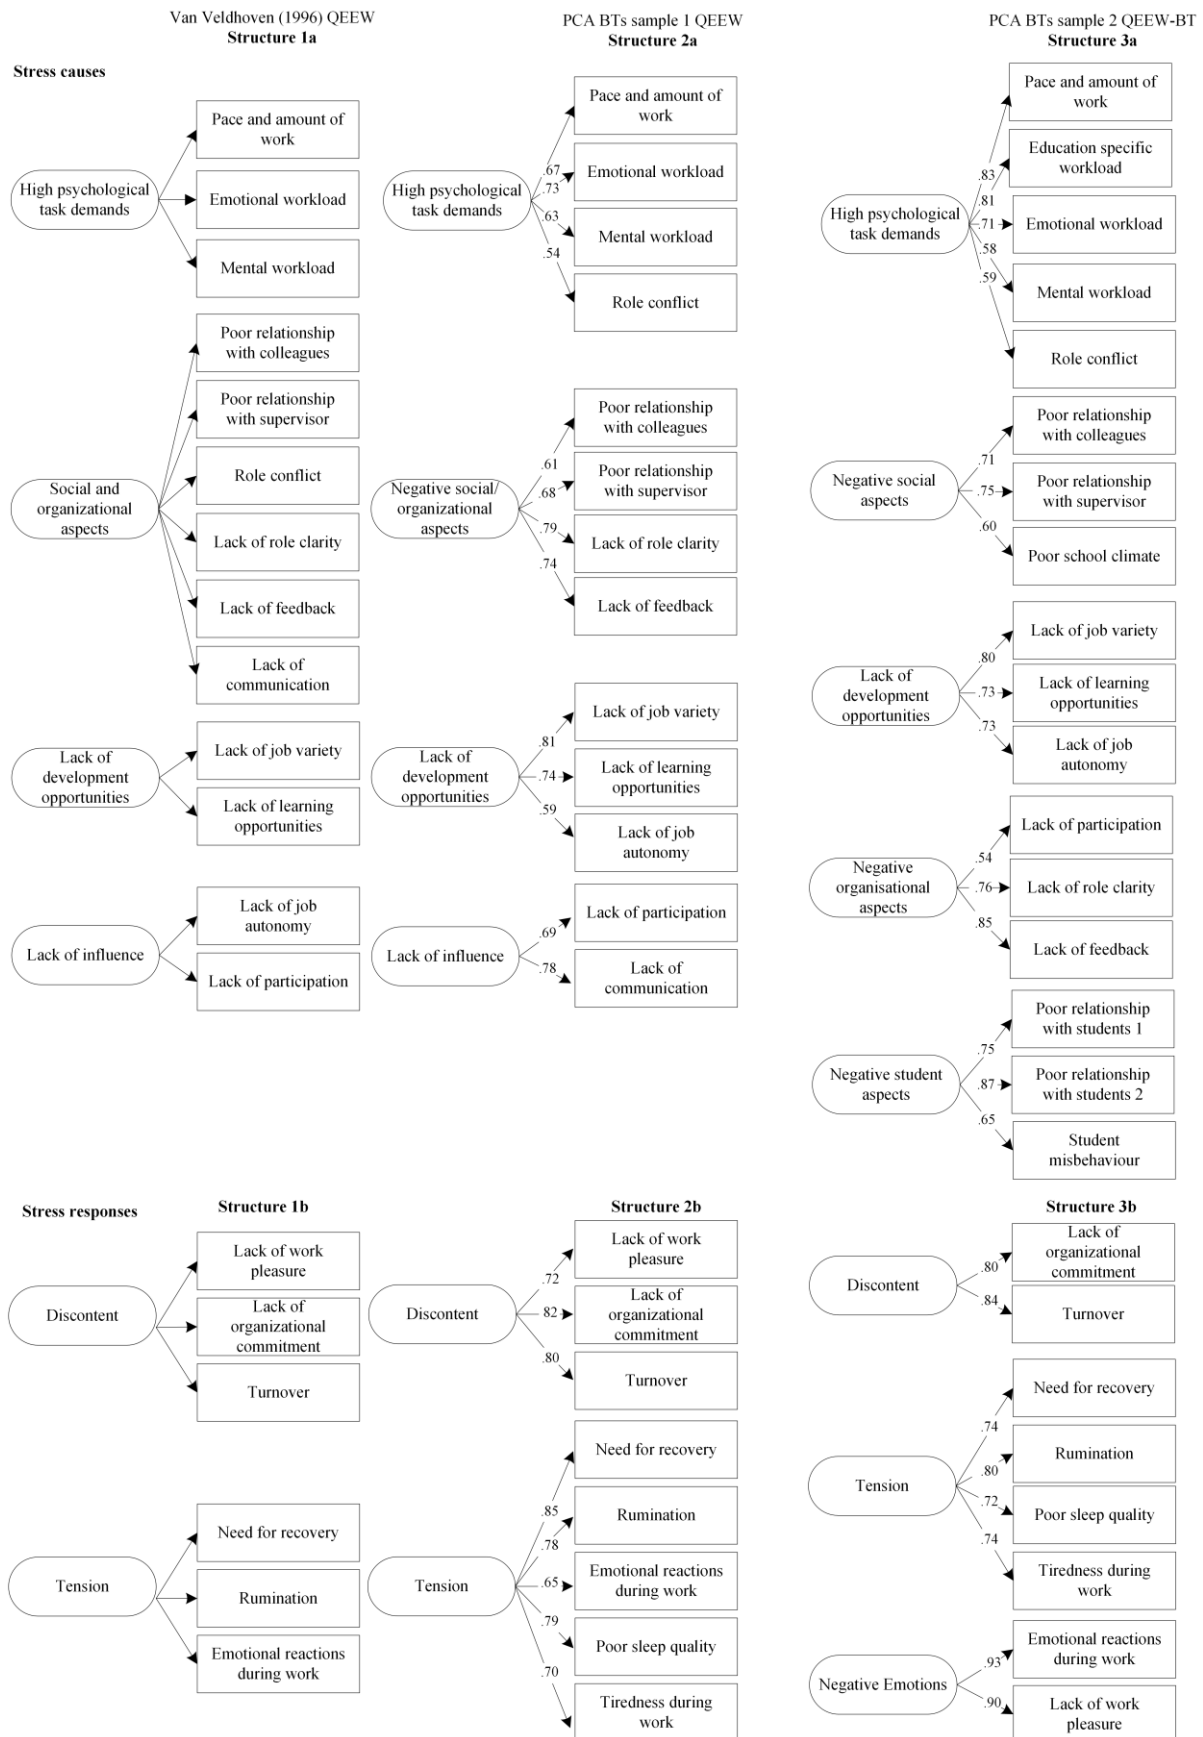 Van Veldhoven (1996) QEEW
Structure 1a
PCA BTs sample 1 QEEW
Structure 2a
PCA BTs sample 2 QEEW-BT
Structure 3a
Stress causes
High psychological
task demands
Pace and amount of
work
Emotional workload
Mental workload
Social and
organizational
aspects
Poor relationship
with colleagues
Poor relationship
with supervisor
Role conflict
Lack of role clarity
Lack of feedback
Lack of
communication
Lack of
development
opportunities
Lack of job variety
Lack of learning
opportunities
Lack of influence
Lack of job
autonomy
Lack of participation
High psychological
task demands
.67
.73
.63
.54
Pace and amount of
work
Emotional workload
Mental workload
Role conflict
Negative social/
organizational
aspects
.61
.68
.79
.74
Poor relationship
with colleagues
Poor relationship
with supervisor
Lack of role clarity
Lack of feedback
Lack of
development
opportunities
.81
.74
.59
Lack of job variety
Lack of learning
opportunities
Lack of job
autonomy
Lack of influence
.69
.78
Lack of participation
Lack of
communication
High psychological
task demands
.83
.81
.71
.58
.59
Pace and amount of
work
Education specific
workload
Emotional workload
Mental workload
Role conflict
Negative social
aspects
.71
.75
.60
Poor relationship
with colleagues
Poor relationship
with supervisor
Poor school climate
Lack of
development
opportunities
.80
.73
.73
Lack of job variety
Lack of learning
opportunities
Lack of job
autonomy
Negative
organisational
aspects
.54
.76
.85
Lack of participation
Lack of role clarity
Lack of feedback
Negative student
aspects
.75
.87
.65
Poor relationship
with students 1
Poor relationship
with students 2
Student
misbehaviour
Stress responses
Structure 1b
Discontent
Lack of work
pleasure
Lack of
organizational
commitment
Turnover
Tension
Need for recovery
Rumination
Emotional reactions
during work
Structure 2b
Discontent
.72
.82
.80
Lack of work
pleasure
Lack of
organizational
commitment
Turnover
Tension
.85
.78
.65
.79
.70
Need for recovery
Rumination
Emotional reactions
during work
Poor sleep quality
Tiredness during
work
Structure 3b
Discontent
.80
.84
Lack of
organizational
commitment
Turnover
Tension
.74
.80
.72
.74
Need for recovery
Rumination
Poor sleep quality
Tiredness during
work
Negative Emotions
.93
.90
Emotional reactions
during work
Lack of work
pleasure